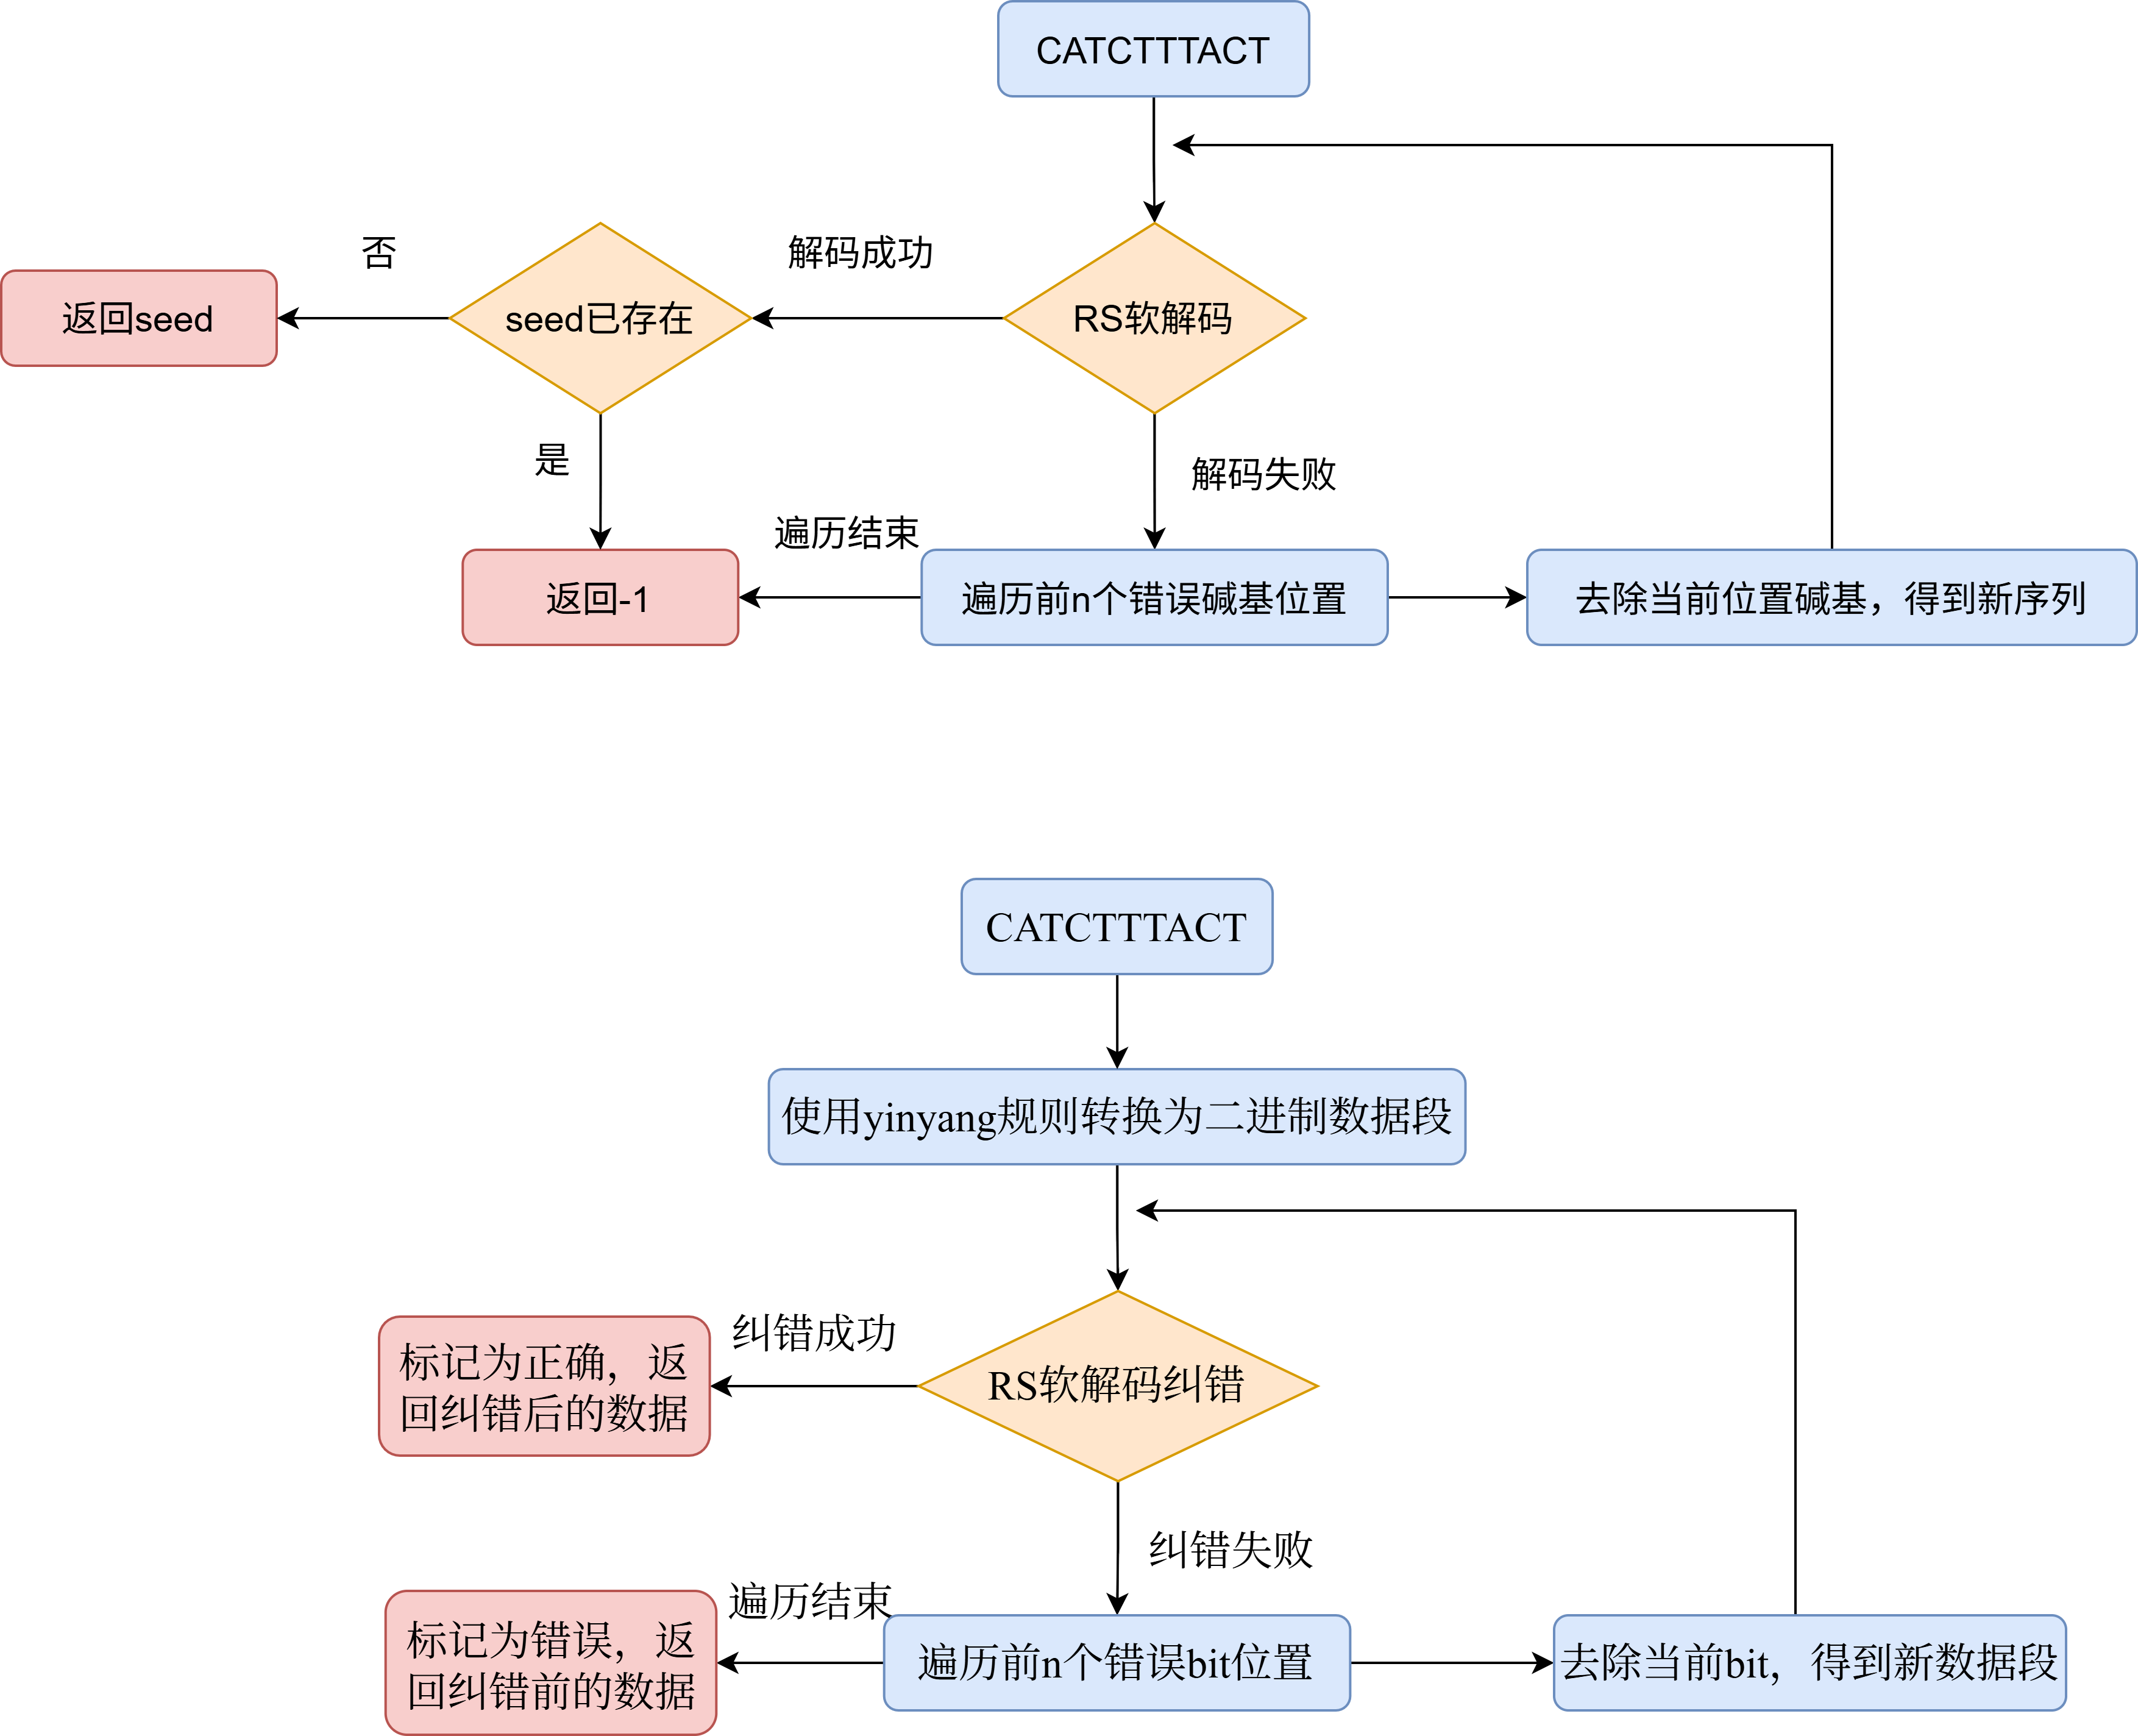 CATCTTTACT
否
解码成功
返回seed
seed已存在
RS软解码
是
解码失败
遍历结束
返回-1
遍历前n个错误碱基位置
去除当前位置碱基，得到新序列
CATCTTTACT
使用yinyang规则转换为二进制数据段
纠错成功
标记为正确，返
回纠错后的数据
RS软解码纠错
纠错失败
遍历结束
标记为错误，返
回纠错前的数据
遍历前n个错误bit位置
去除当前bit，得到新数据段